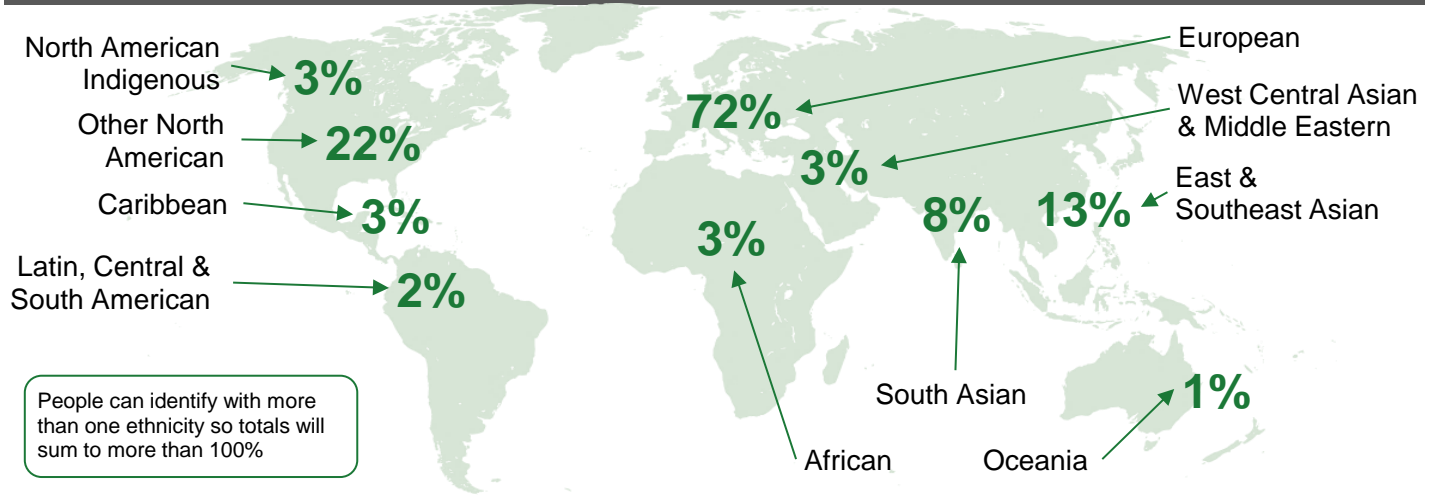 North American
Indigenous
3%
Other North
American
22%
Caribbean
3%
Latin, Central &
South American
2%
European
72%
West Central Asian
& Middle Eastern
3%
East &
Southeast Asian
13%
8%
South Asian
3%
African
Oceania
1%
People can identify with more
than one ethnicity so totals will
sum to more than 100%